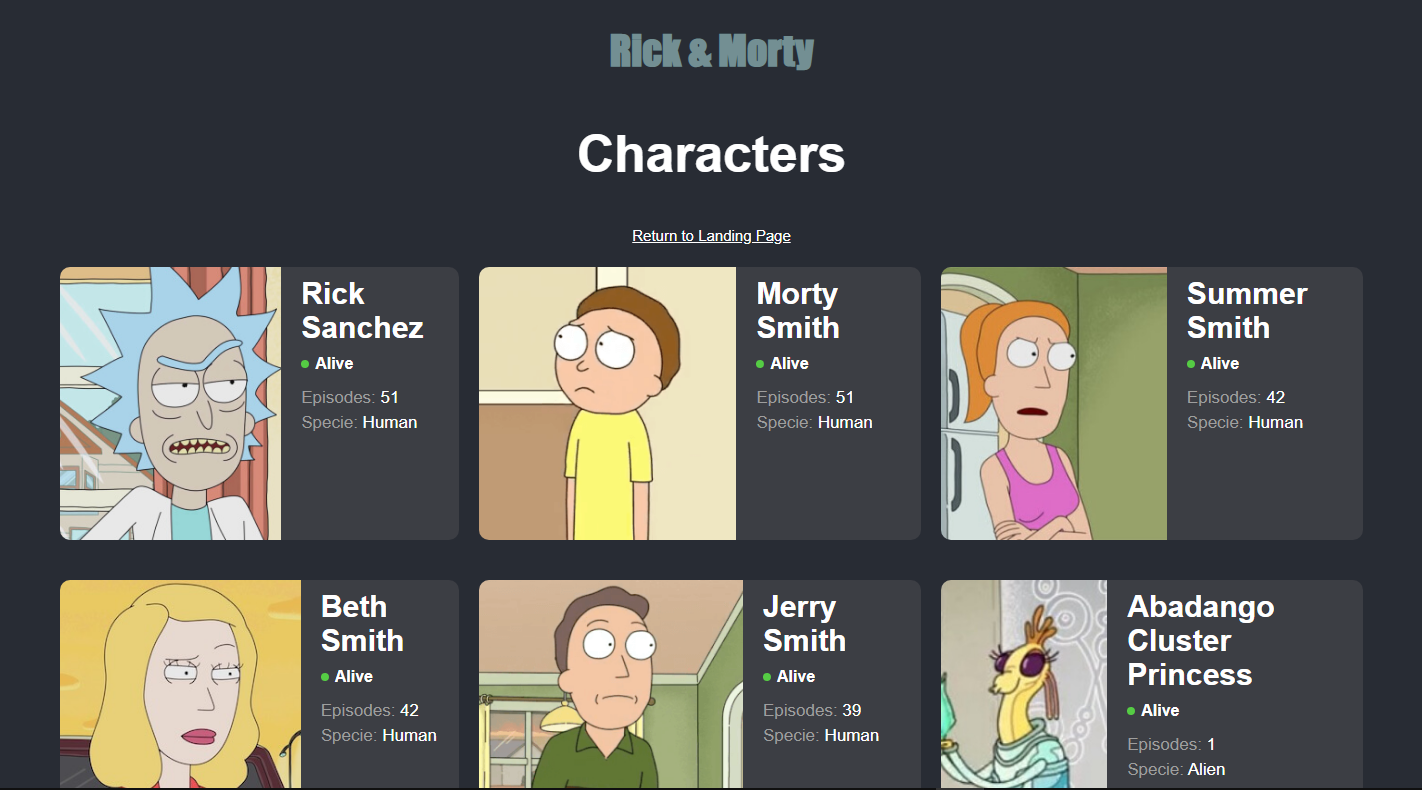 Rick & Morty
Characters
Return to Landing Page
Rick
Sanchez
Alive
Episodes: 51
Specie: Human
Morty
Smith
Alive
Episodes: 51
Specie: Human
Summer
Smith
Alive
Episodes: 42
Specie: Human
Beth
Smith
Alive
Episodes: 42
Specie: Human
Jerry
Smith
Alive
Episodes: 39
Specie: Human
Abadango
Cluster
Princess
Alive
Episodes: 1
Specie: Alien